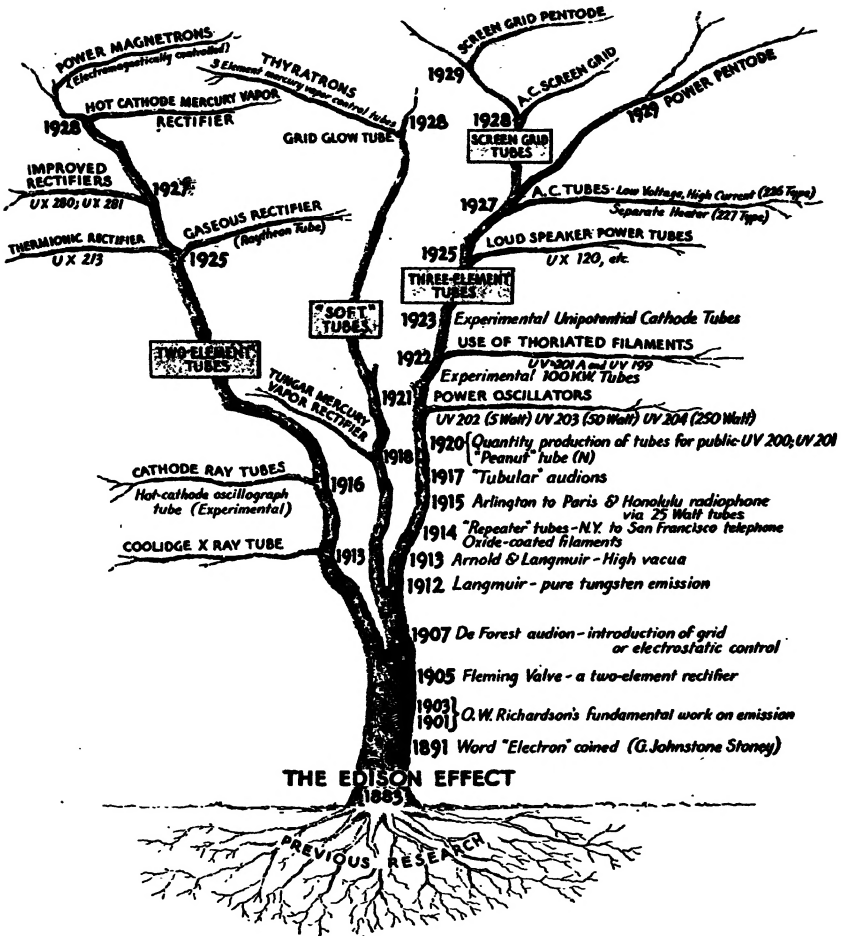 POWER MAGNETRONS
(Electromagnetically controlled)
HOT CATHODE MERCURY VAPOR
RECTIFIER
1928
IMPROVED
RECTIFIERS
UX 280; UX 281
1927
THERMIONIC RECTIFIER
UX 213
GASEOUS RECTIFIER
(Raytheon Tube)
1925
TWO-ELEMENT
TUBES
CATHODE RAY TUBES
Hot-cathode oscillograph
tube (Experimental)
1916
COOLIDGE X RAY TUBE
1913
THYRATRONS
3 Element mercury vapor control tubes
GRID GLOW TUBE
1928
"SOFT"
TUBES
TUNGAR MERCURY
VAPOR RECTIFIER
1918
SCREEN GRID PENTODE
1929
A.C. SCREEN GRID
1928
SCREEN GRID
TUBES
1929 POWER PENTODE
1927
A.C. TUBES - Low Voltage, High Current (226 Type)
Separate Heater (227 Type)
1925
LOUD SPEAKER POWER TUBES
UX 120, etc.
THREE-ELEMENT
TUBES
1923 Experimental Unipotential Cathode Tubes
1922 USE OF THORIATED FILAMENTS
UV-201A and UV 199
Experimental 100 KW. Tubes
1921 POWER OSCILLATORS
UV 202 (5 Watt) UV 203 (50 Watt) UV 204 (250 Watt)
1920 {Quantity production of tubes for public-UV 200; UV 201
"Peanut" tube (N)
1917 "Tubular" audions
1915 Arlington to Paris & Honolulu radiophone
via 25 Watt tubes
1914 "Repeater" tubes-N.Y. to San Francisco telephone
Oxide-coated filaments
1913 Arnold & Langmuir - High vacua
1912 Langmuir - pure tungsten emission
1907 De Forest audion - introduction of grid
or electrostatic control
1905 Fleming Valve - a two-element rectifier
1903
1901} O.W. Richardson's fundamental work on emission
1891 Word "Electron" coined (G. Johnstone Stoney)
THE EDISON EFFECT
1883
PREVIOUS RESEARCH